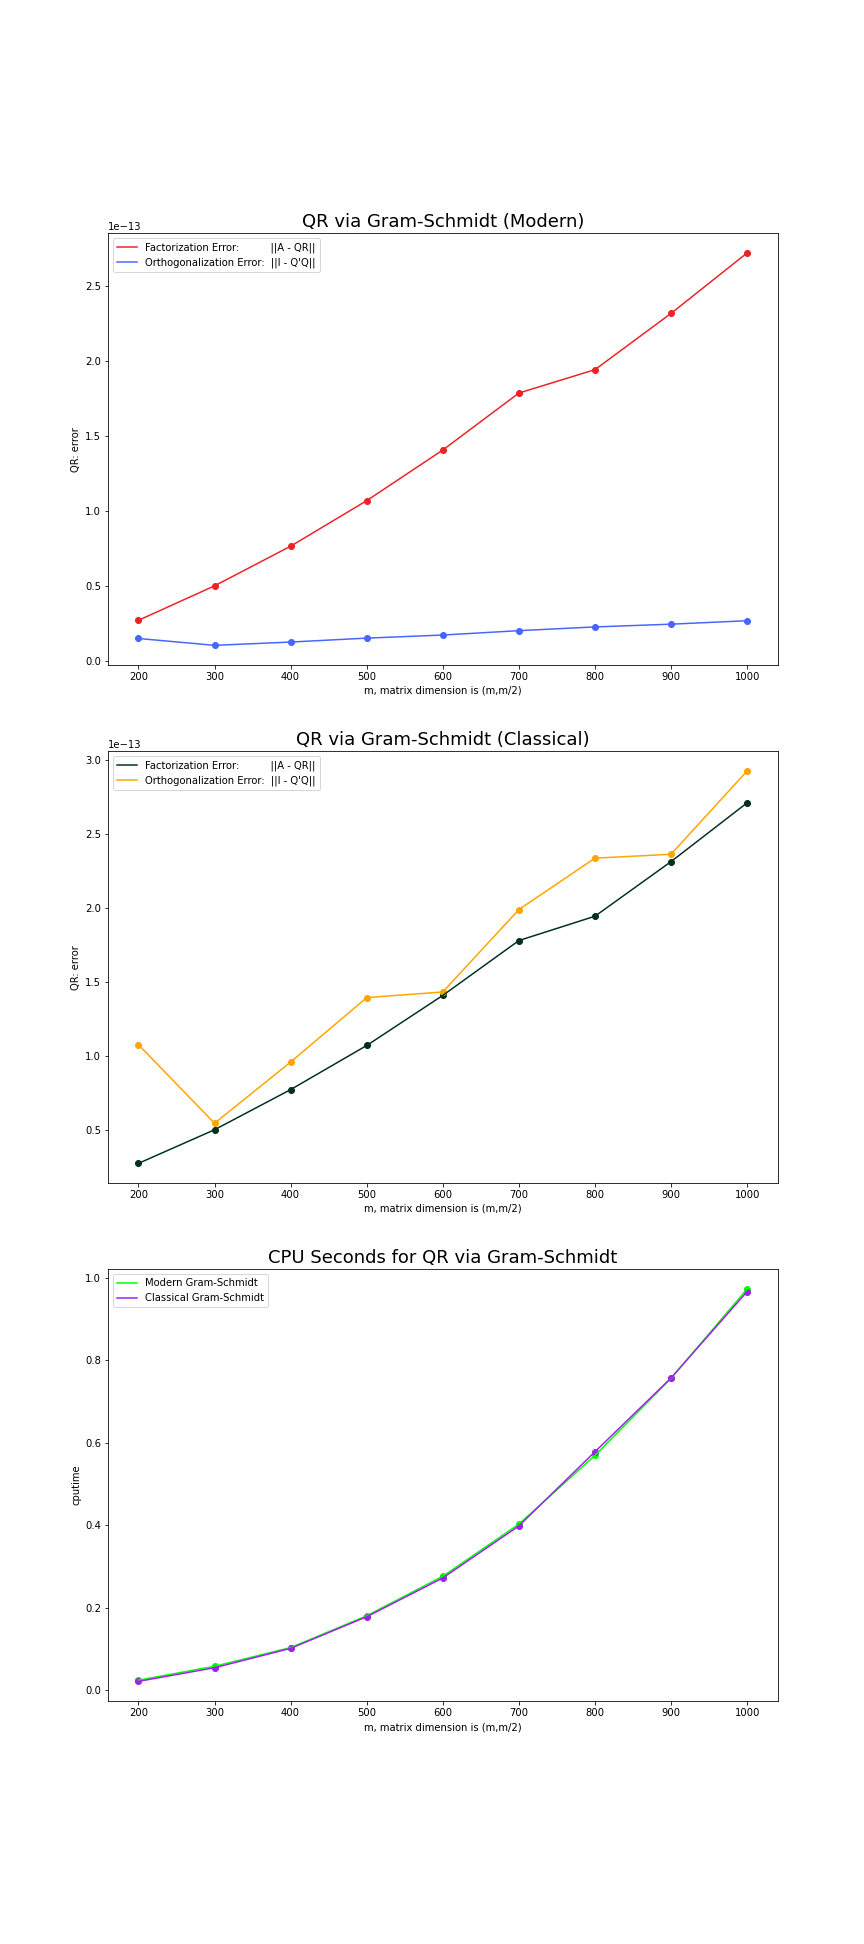 QR via Gram-Schmidt (Modern)
1e−13
Factorization Error: ||A - QR||
Orthogonalization Error: ||I - Q'Q||
2.5
2.0
1.5
1.0
0.5
0.0
QR: error
200 300 400 500 600 700 800 900 1000
m, matrix dimension is (m,m/2)
QR via Gram-Schmidt (Classical)
1e−13
Factorization Error: ||A - QR||
Orthogonalization Error: ||I - Q'Q||
3.0
2.5
2.0
1.5
1.0
0.5
QR: error
200 300 400 500 600 700 800 900 1000
m, matrix dimension is (m,m/2)
CPU Seconds for QR via Gram-Schmidt
Modern Gram-Schmidt
Classical Gram-Schmidt
1.0
0.8
0.6
0.4
0.2
0.0
cputime
200 300 400 500 600 700 800 900 1000
m, matrix dimension is (m,m/2)